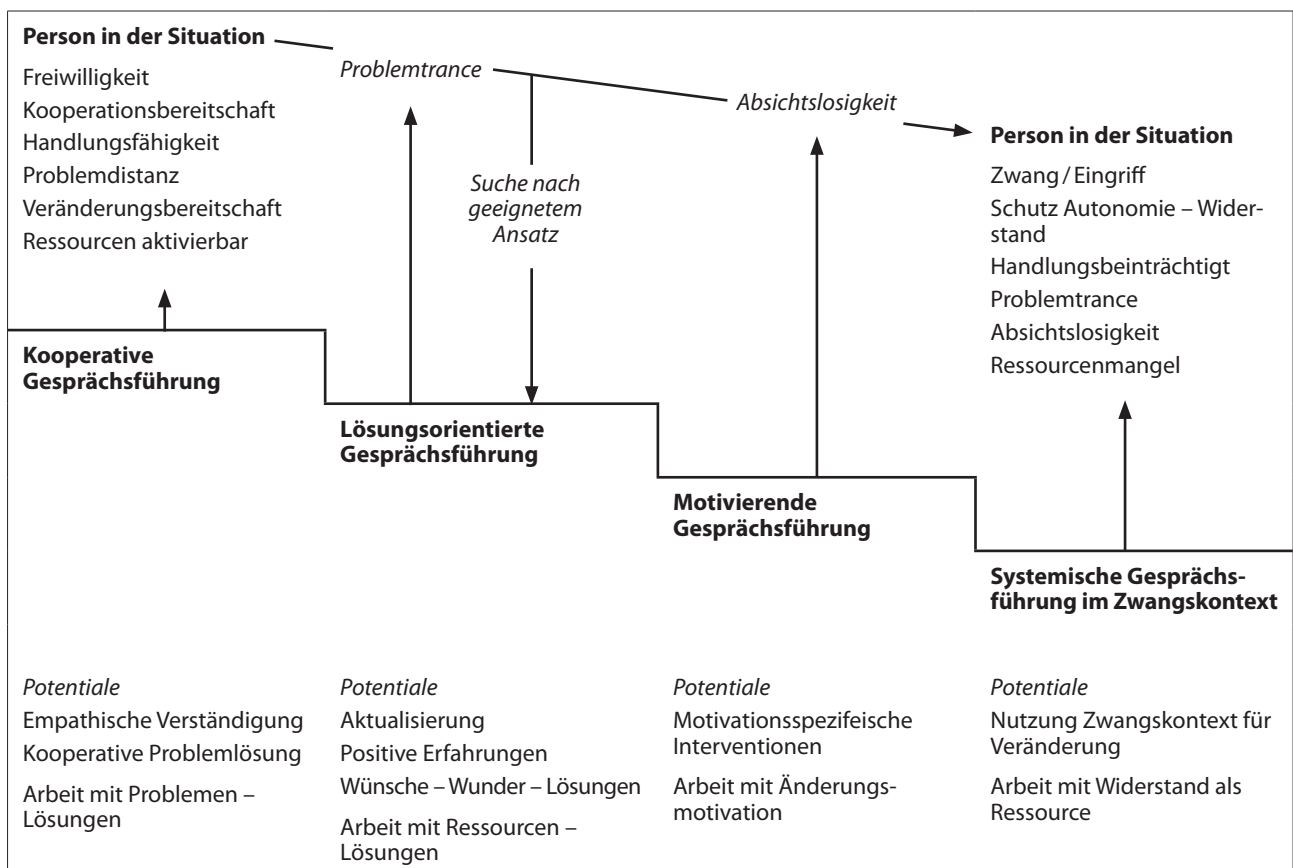 Person in der Situation
Freiwilligkeit
Kooperationsbereitschaft
Handlungsfähigkeit
Problemdistanz
Veränderungsbereitschaft
Ressourcen aktivierbar
Problemtrance
Suche nach
geeignetem
Ansatz
Absichtslosigkeit
Person in der Situation
Zwang / Eingriff
Schutz Autonomie – Wider-
stand
Handlungsbeinträchtigt
Problemtrance
Absichtslosigkeit
Ressourcenmangel
Kooperative
Gesprächsführung
Lösungsorientierte
Gesprächsführung
Motivierende
Gesprächsführung
Systemische Gesprächs-
führung im Zwangskontext
Potentiale
Empathische Verständigung
Kooperative Problemlösung
Arbeit mit Problemen –
Lösungen
Potentiale
Aktualisierung
Positive Erfahrungen
Wünsche – Wunder – Lösungen
Arbeit mit Ressourcen –
Lösungen
Potentiale
Motivationsspezifeische
Interventionen
Arbeit mit Änderungs-
motivation
Potentiale
Nutzung Zwangskontext für
Veränderung
Arbeit mit Widerstand als
Ressource